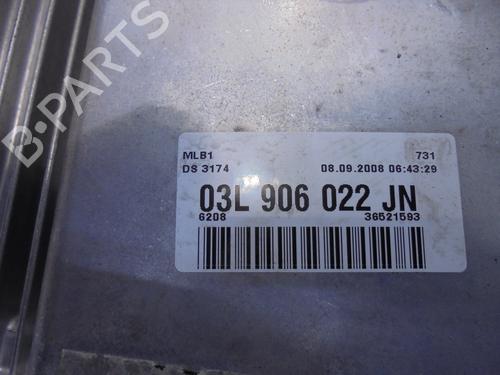 B-PARTS
MLB1 731
DS 3174 08.09.2008 06:43:29
03L 906 022 JN
6208 36521593